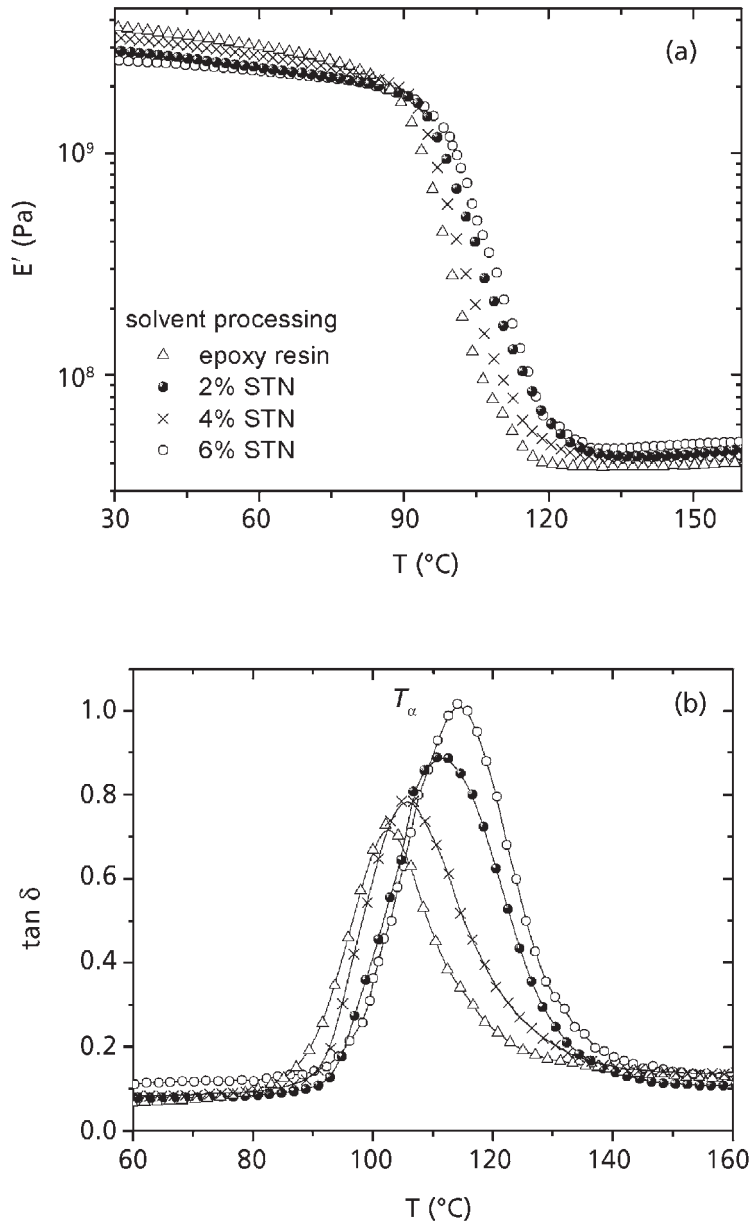 (a)
10⁹
E′ (Pa)
solvent processing
epoxy resin
2% STN
4% STN
6% STN
10⁸
30 60 90 120 150
T (°C)
Tα
(b)
1.0
0.8
0.6
tan δ
0.4
0.2
0.0
60 80 100 120 140 160
T (°C)